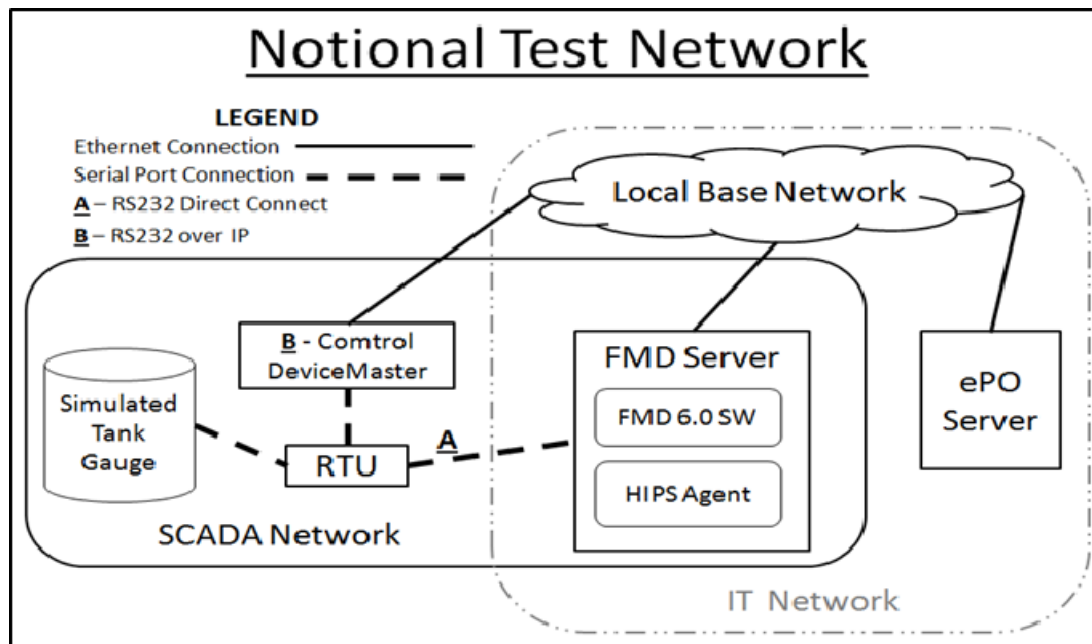 Notional Test Network
LEGEND
Ethernet Connection
Serial Port Connection
A – RS232 Direct Connect
B – RS232 over IP
Local Base Network
B - Comtrol
DeviceMaster
FMD Server
FMD 6.0 SW
HIPS Agent
ePO
Server
Simulated
Tank
Gauge
RTU
A
SCADA Network
IT Network